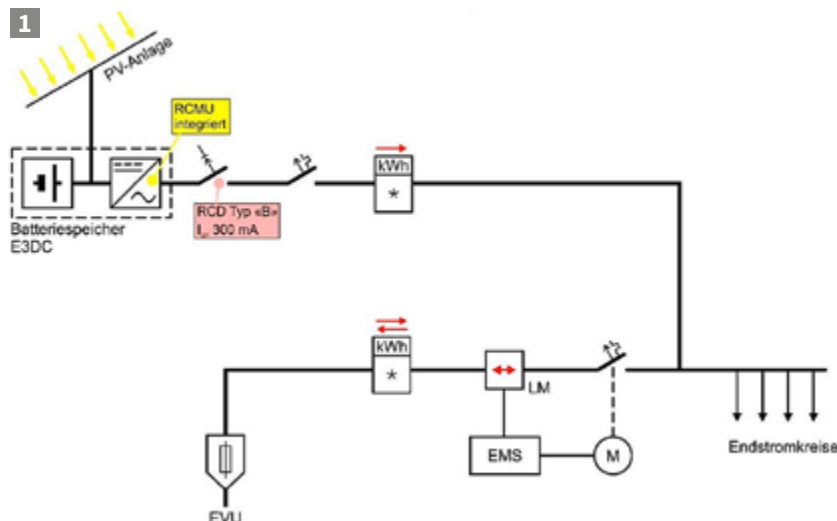 1
PV-Anlage
RCMU
integriert
RCD Typ «B»
300 mA
kWh
*
Batteriespeicher
E3DC
kWh
*
LM
EMS
M
Endstromkreise
EVU